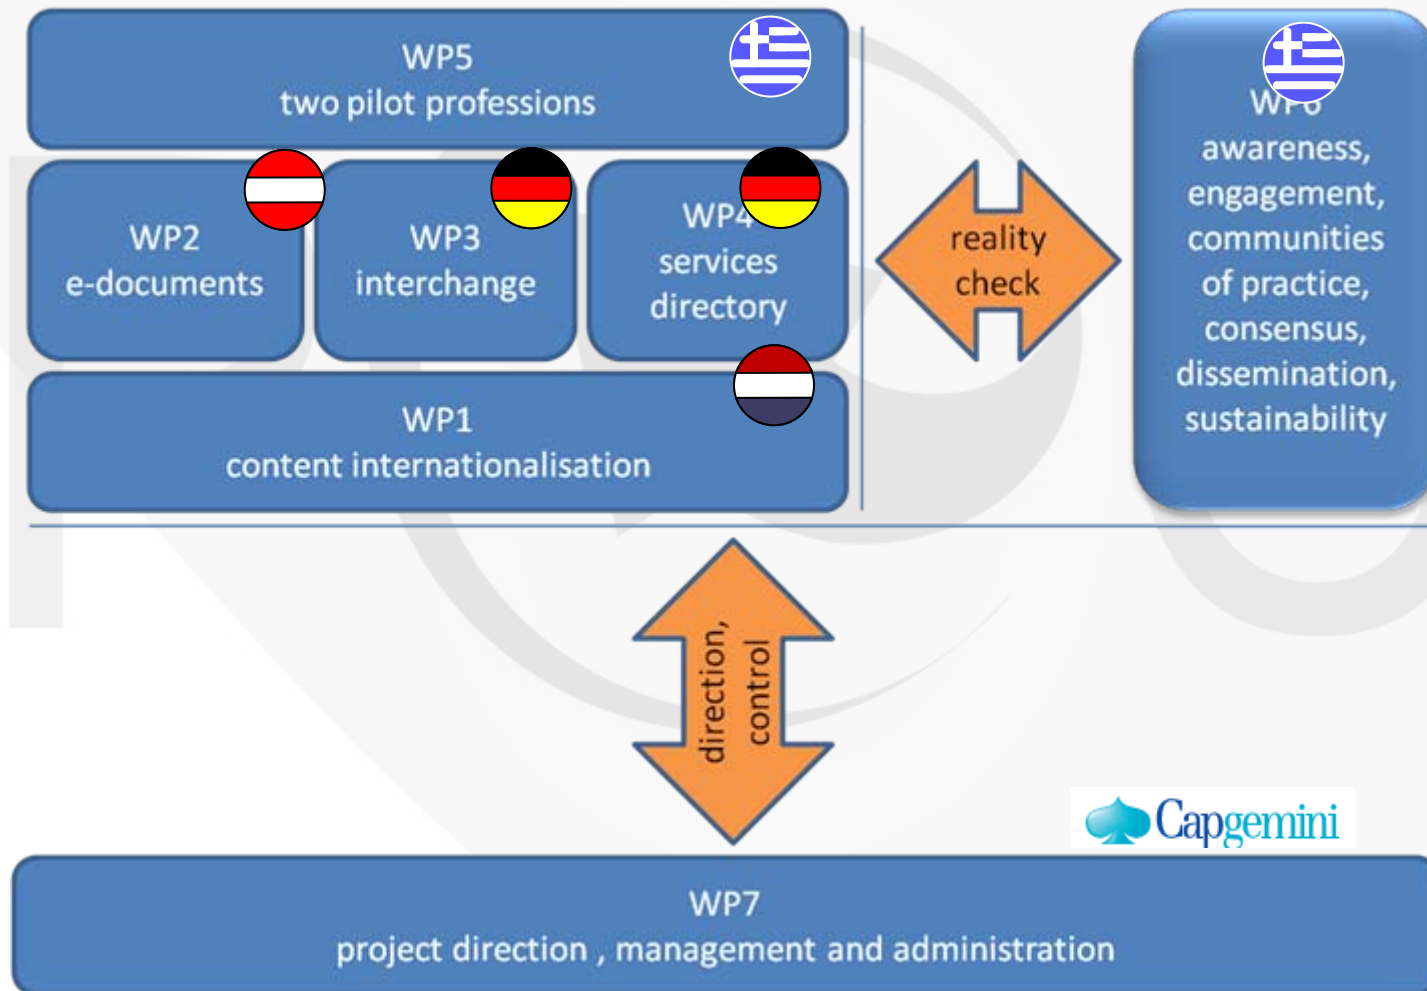 WP5
two pilot professions
WP2
e-documents
WP3
interchange
WP4
services
directory
WP1
content internationalisation
reality
check
WP6
awareness,
engagement,
communities
of practice,
consensus,
dissemination,
sustainability
direction,
control
Capgemini
WP7
project direction , management and administration